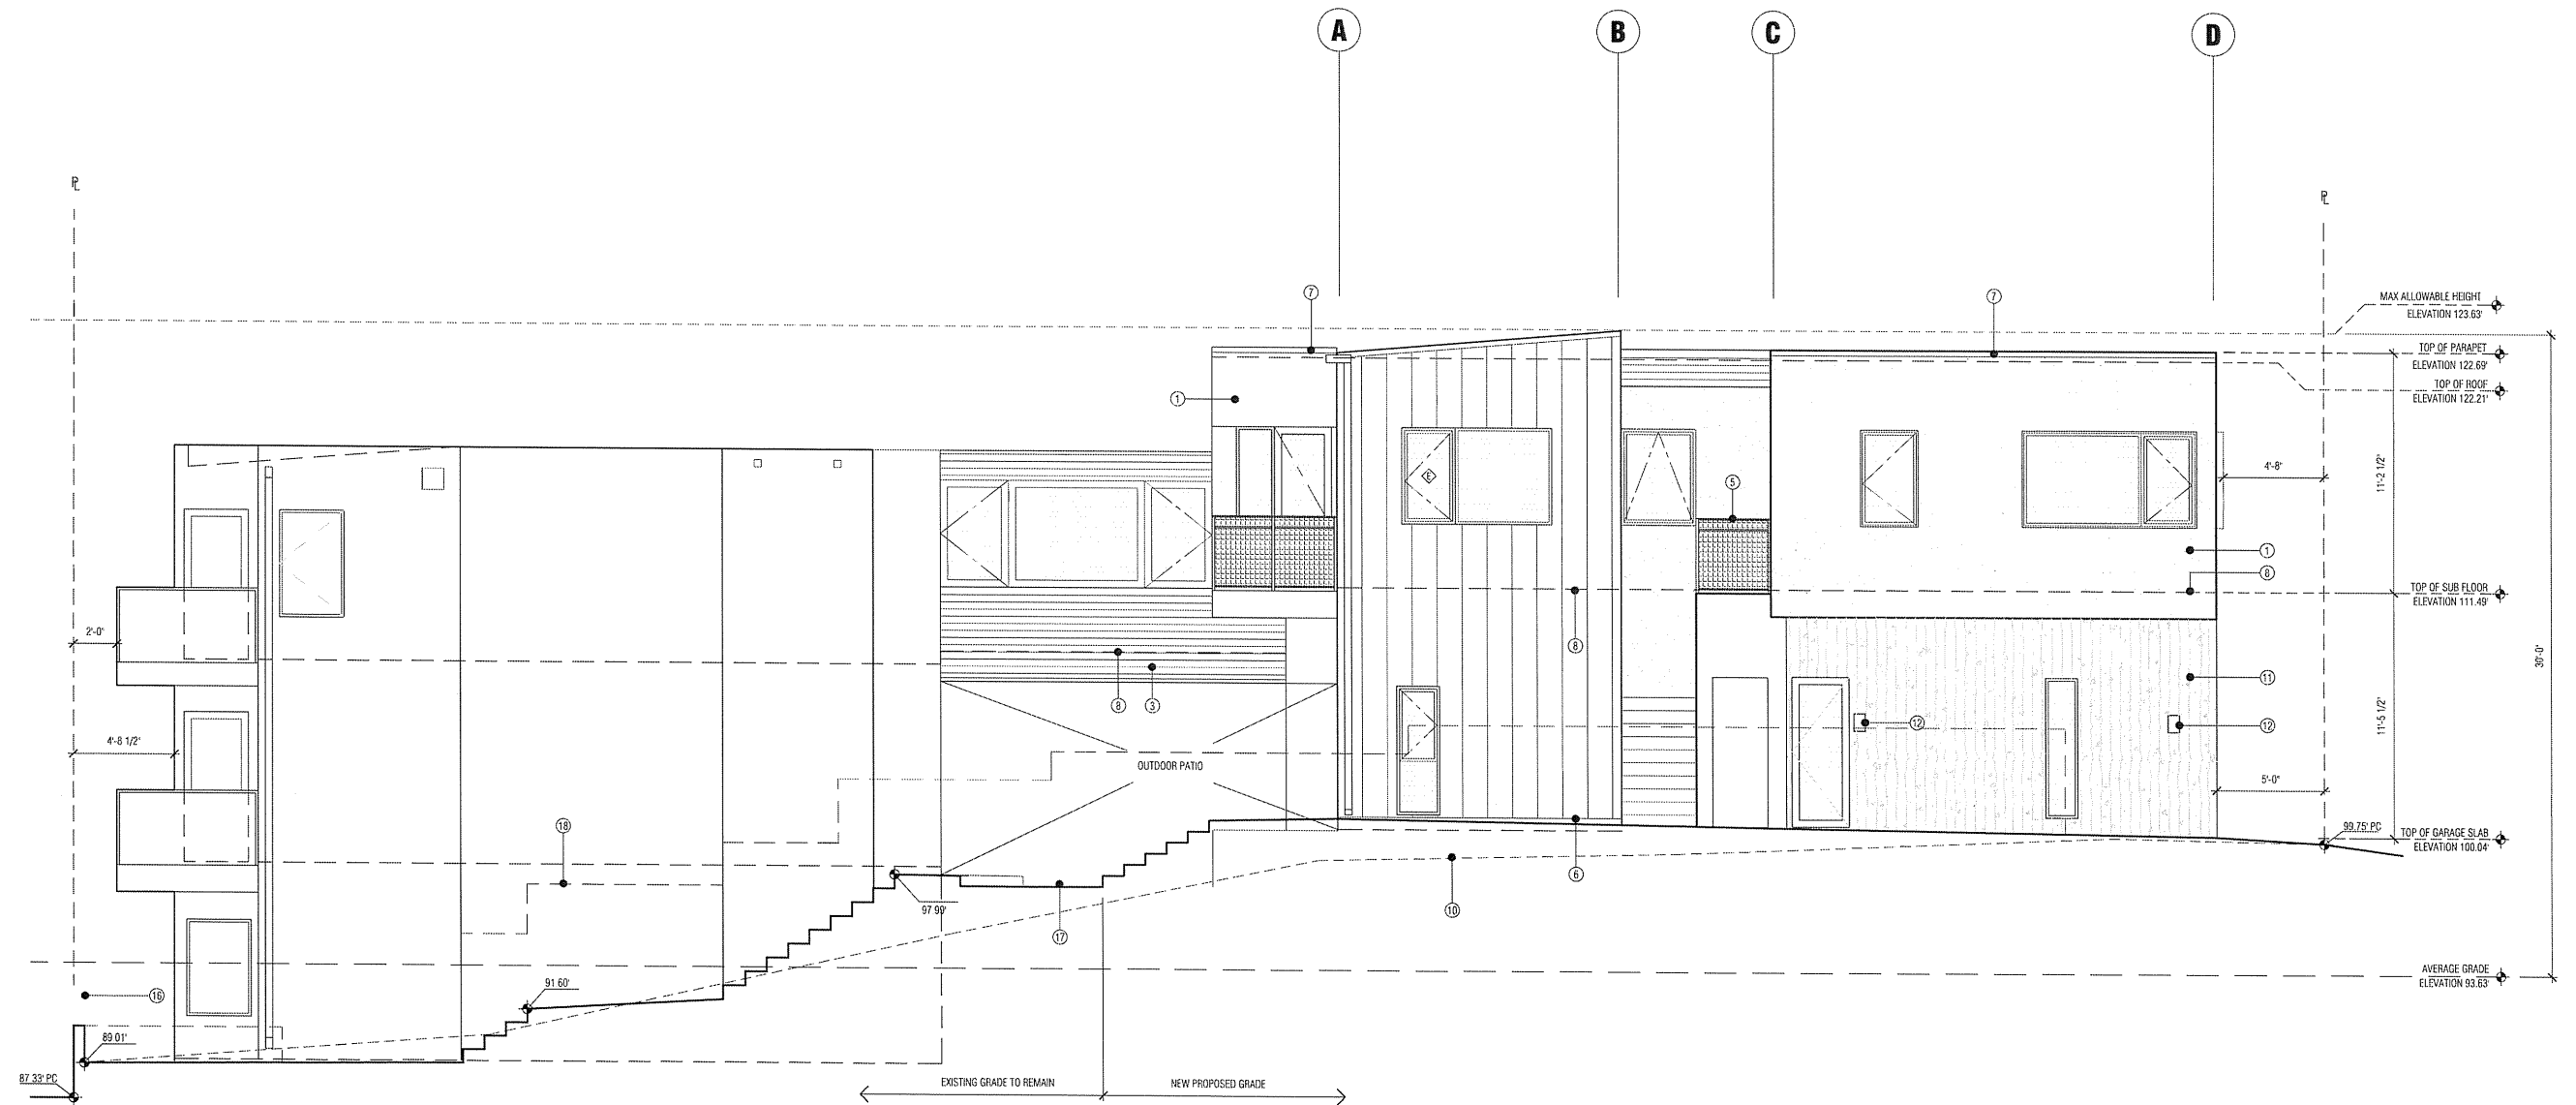 A
B
C
D
PL
PL
7
7
MAX ALLOWABLE HEIGHT
ELEVATION 123.63'
TOP OF PARAPET
ELEVATION 122.69'
TOP OF ROOF
ELEVATION 122.21'
1
E
5
4'-8"
11'-2 1/2"
1
8
TOP OF SUB FLOOR
ELEVATION 111.49'
2'-0"
8
30'-0"
11
8
3
12
12
4'-8 1/2"
11'-5 1/2"
OUTDOOR PATIO
5'-0"
18
99.75' PC
TOP OF GARAGE SLAB
ELEVATION 100.04'
6
97 99'
10
17
AVERAGE GRADE
ELEVATION 93.63'
91 60'
16
89 01'
87 33' PC
EXISTING GRADE TO REMAIN
NEW PROPOSED GRADE